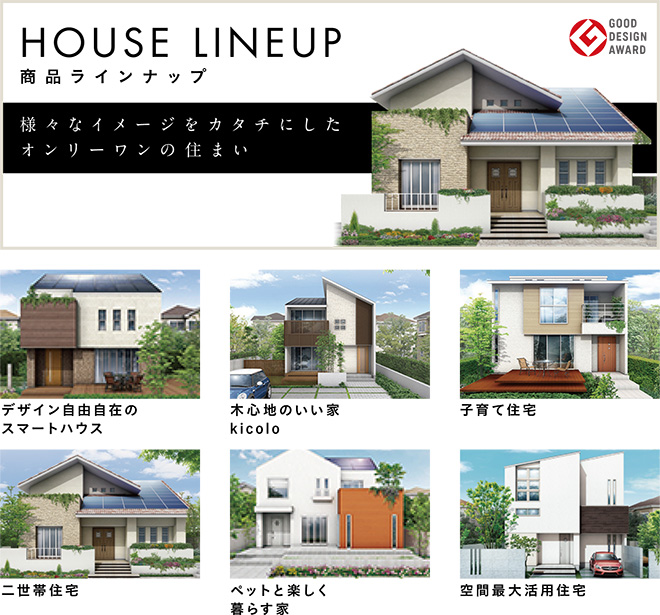 HOUSE LINEUP
商品ラインナップ
GOOD
DESIGN
AWARD
様々なイメージをカタチにした
オンリーワンの住まい
デザイン自由自在の
スマートハウス
木心地のいい家
kicolo
子育て住宅
二世帯住宅
ペットと楽しく
暮らす家
空間最大活用住宅